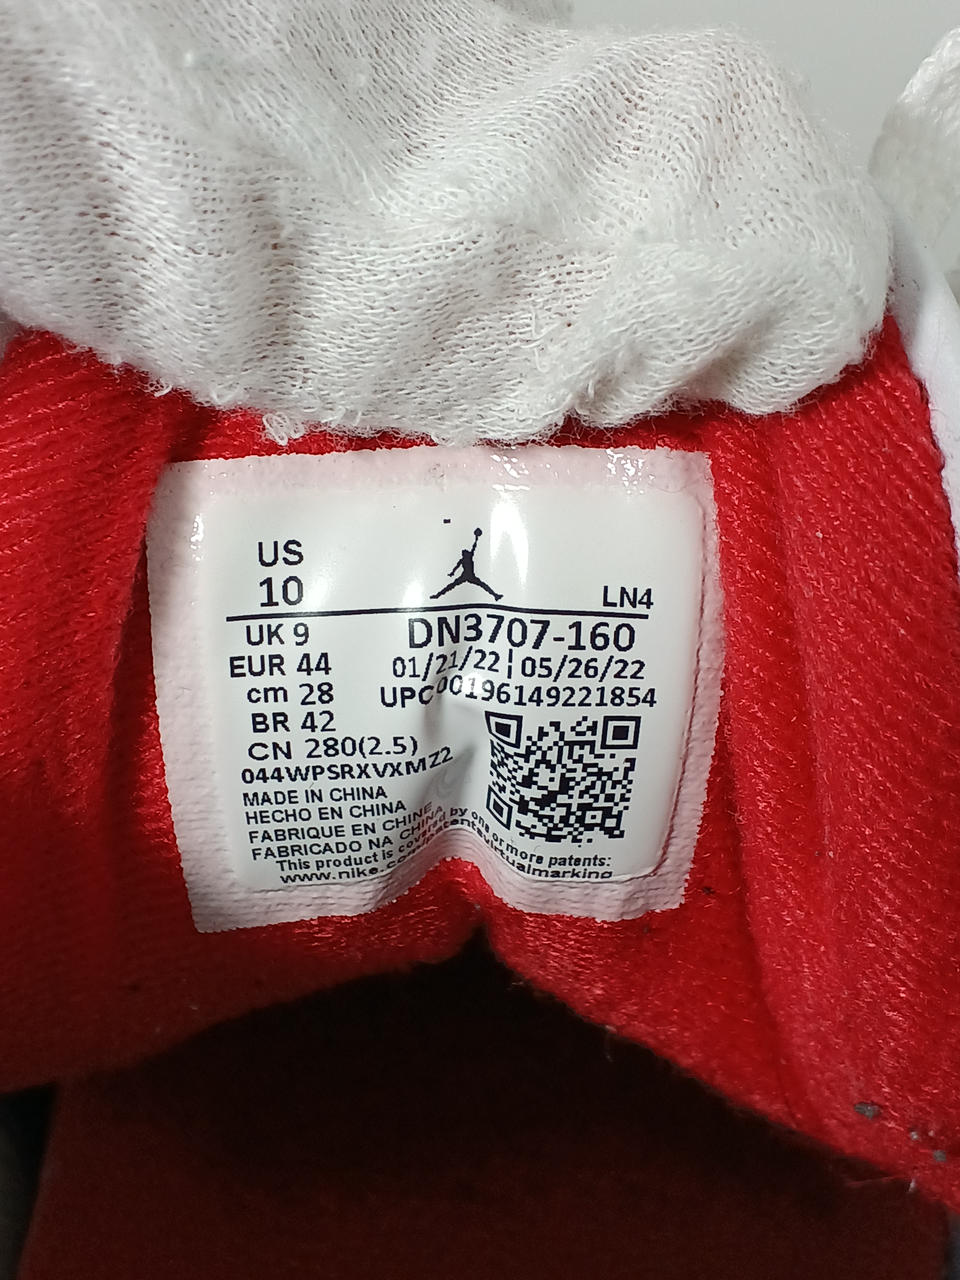 US
10
LN4
UK 9
DN3707-160
EUR 44
01/21/22 | 05/26/22
cm 28
UPC 00196149221854
BR 42
CN 280(2.5)
044WPSRXVXMZ2
MADE IN CHINA
HECHO EN CHINA
FABRIQUE EN CHINE
FABRICADO NA CHINA
This product is covered by one or more patents:
www.nike.com/patentsvirtualmarking